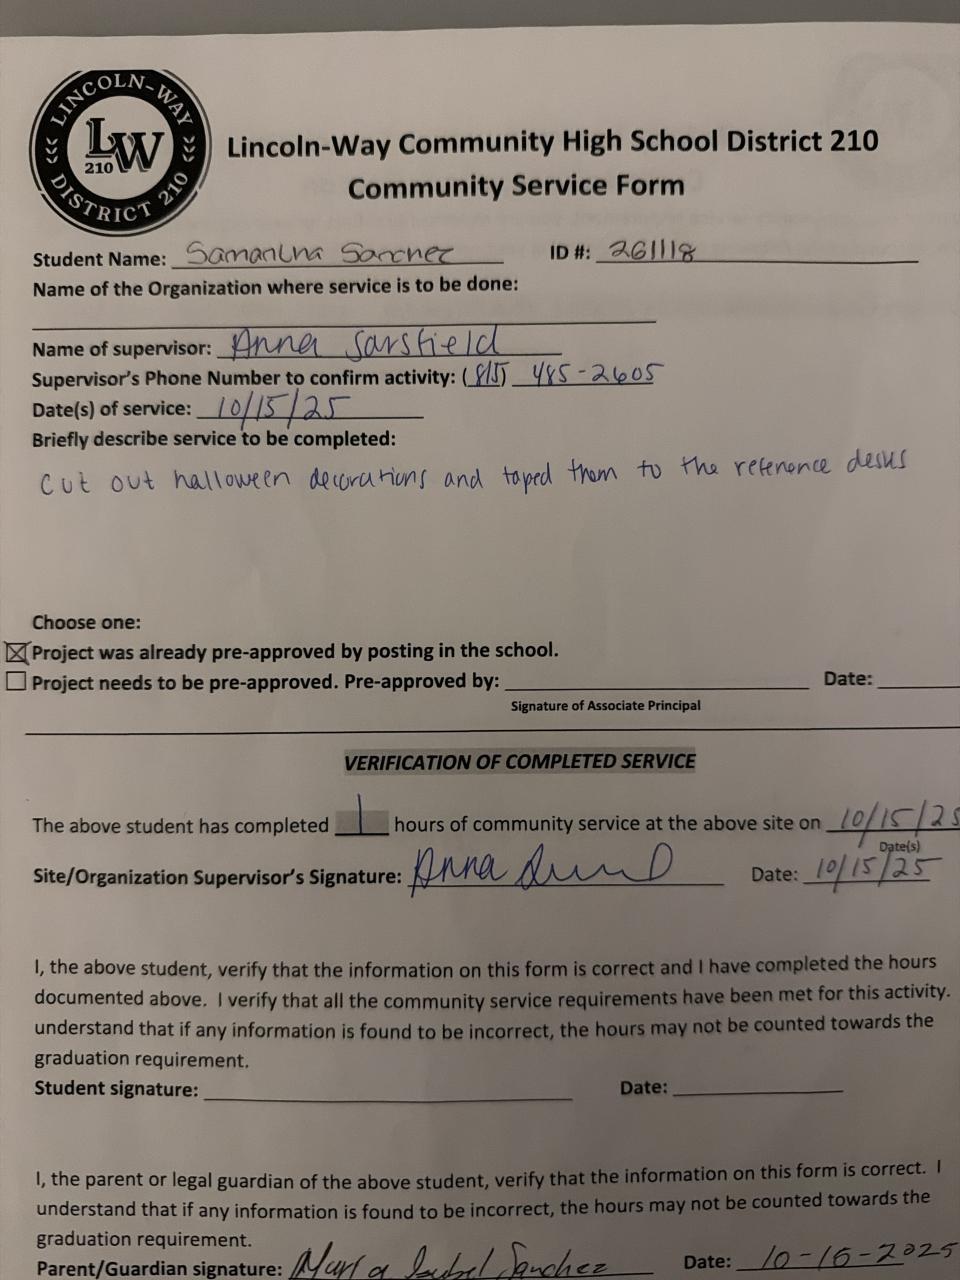 LINCOLN-WAY
LW
210
DISTRICT 210
Lincoln-Way Community High School District 210
Community Service Form
Student Name: Samantha Sanchez ID #: 261118
Name of the Organization where service is to be done:
Name of supervisor: Anna Sarsfield
Supervisor's Phone Number to confirm activity: (815) 485-2605
Date(s) of service: 10/15/25
Briefly describe service to be completed:
cut out halloween decorations and taped them to the reference desks
Choose one:
Project was already pre-approved by posting in the school.
Project needs to be pre-approved. Pre-approved by: Date:
Signature of Associate Principal
VERIFICATION OF COMPLETED SERVICE
The above student has completed 1 hours of community service at the above site on 10/15/25
Date(s)
Site/Organization Supervisor's Signature: Anna Date: 10/15/25
I, the above student, verify that the information on this form is correct and I have completed the hours
documented above. I verify that all the community service requirements have been met for this activity.
understand that if any information is found to be incorrect, the hours may not be counted towards the
graduation requirement.
Student signature: Date:
I, the parent or legal guardian of the above student, verify that the information on this form is correct. I
understand that if any information is found to be incorrect, the hours may not be counted towards the
graduation requirement.
Parent/Guardian signature: Maria Isabel Sanchez Date: 10-16-2025